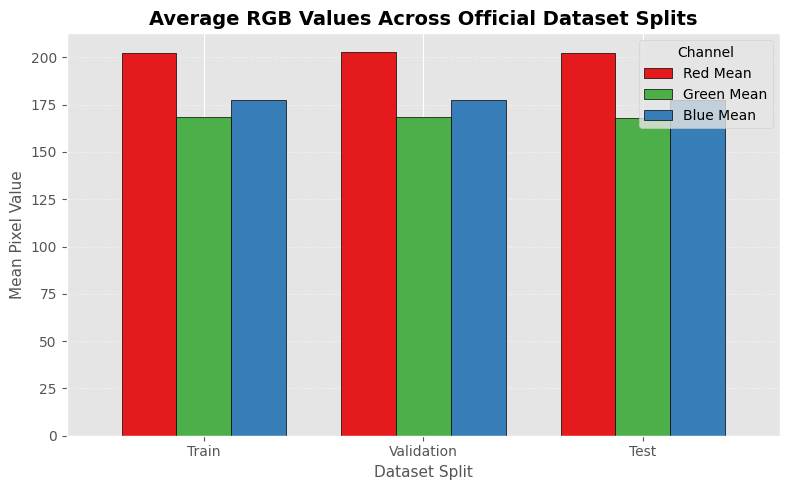 Average RGB Values Across Official Dataset Splits
Channel
Red Mean
Green Mean
Blue Mean
Mean Pixel Value
200
175
150
125
100
75
50
25
0
Train
Validation
Test
Dataset Split